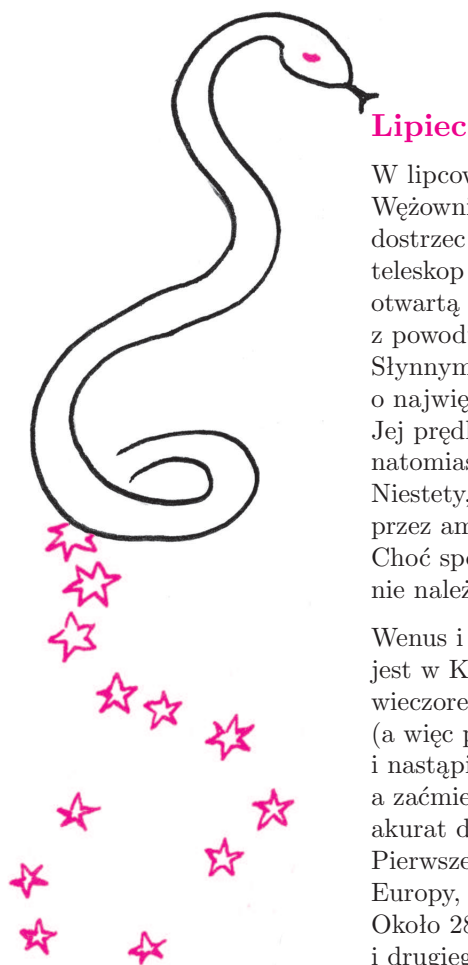 Lipiec
W lipcow
Wężowni
dostrzec
teleskop
otwartą
z powod
Słynnym
o najwię
Jej pręd
natomias
Niestety,
przez am
Choć spo
nie należ
Wenus i
jest w K
wieczore
(a więc p
i nastąpi
a zaćmie
akurat d
Pierwsze
Europy,
Około 28
i drugieg